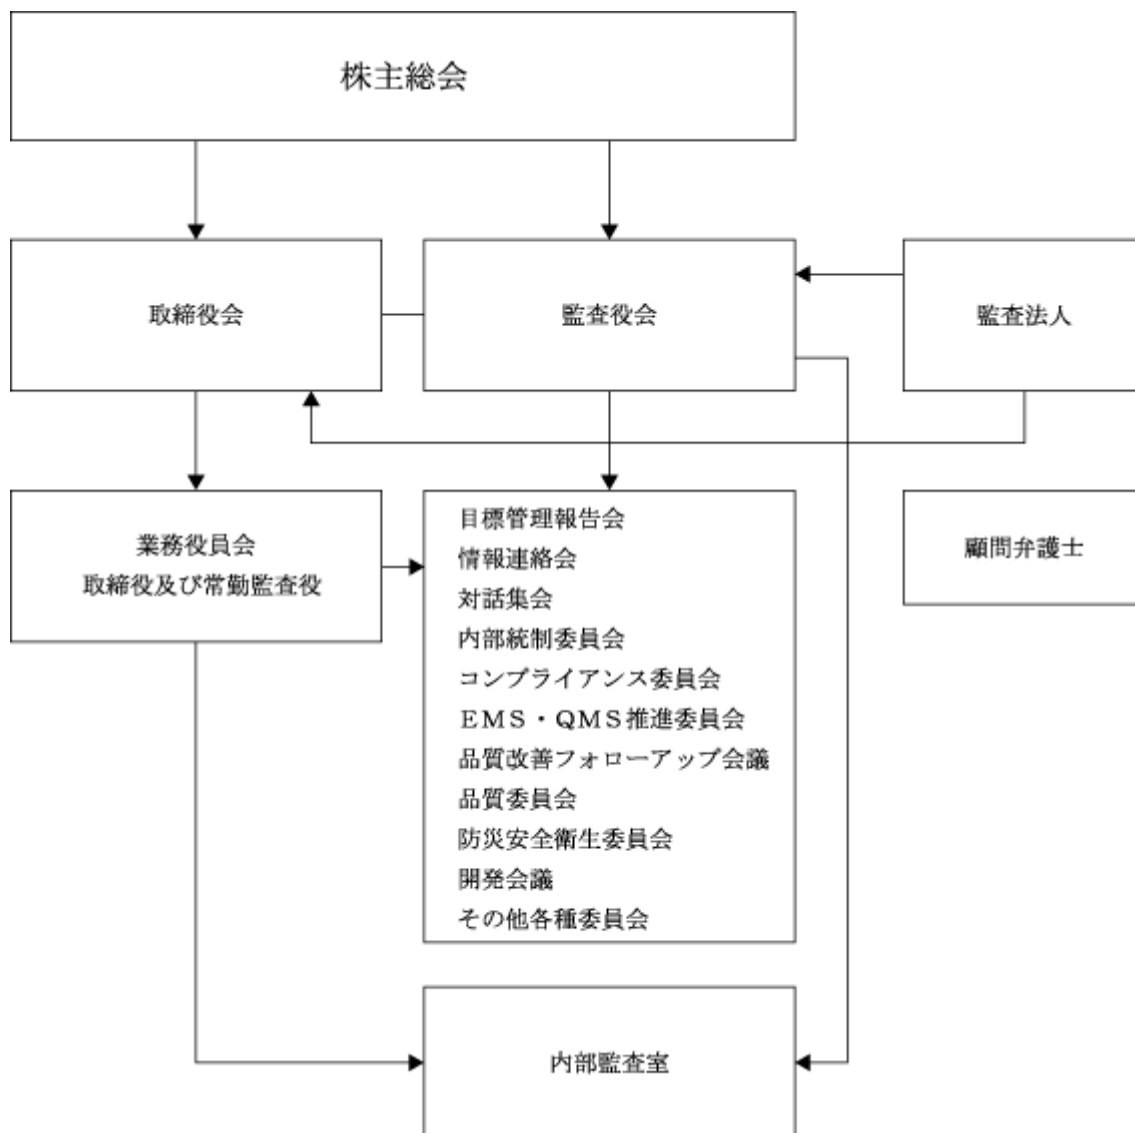 株主総会
取締役会
監査役会
監査法人
業務役員会
取締役及び常勤監査役
目標管理報告会
情報連絡会
対話集会
内部統制委員会
コンプライアンス委員会
ＥＭＳ・ＱＭＳ推進委員会
品質改善フォローアップ会議
品質委員会
防災安全衛生委員会
開発会議
その他各種委員会
顧問弁護士
内部監査室